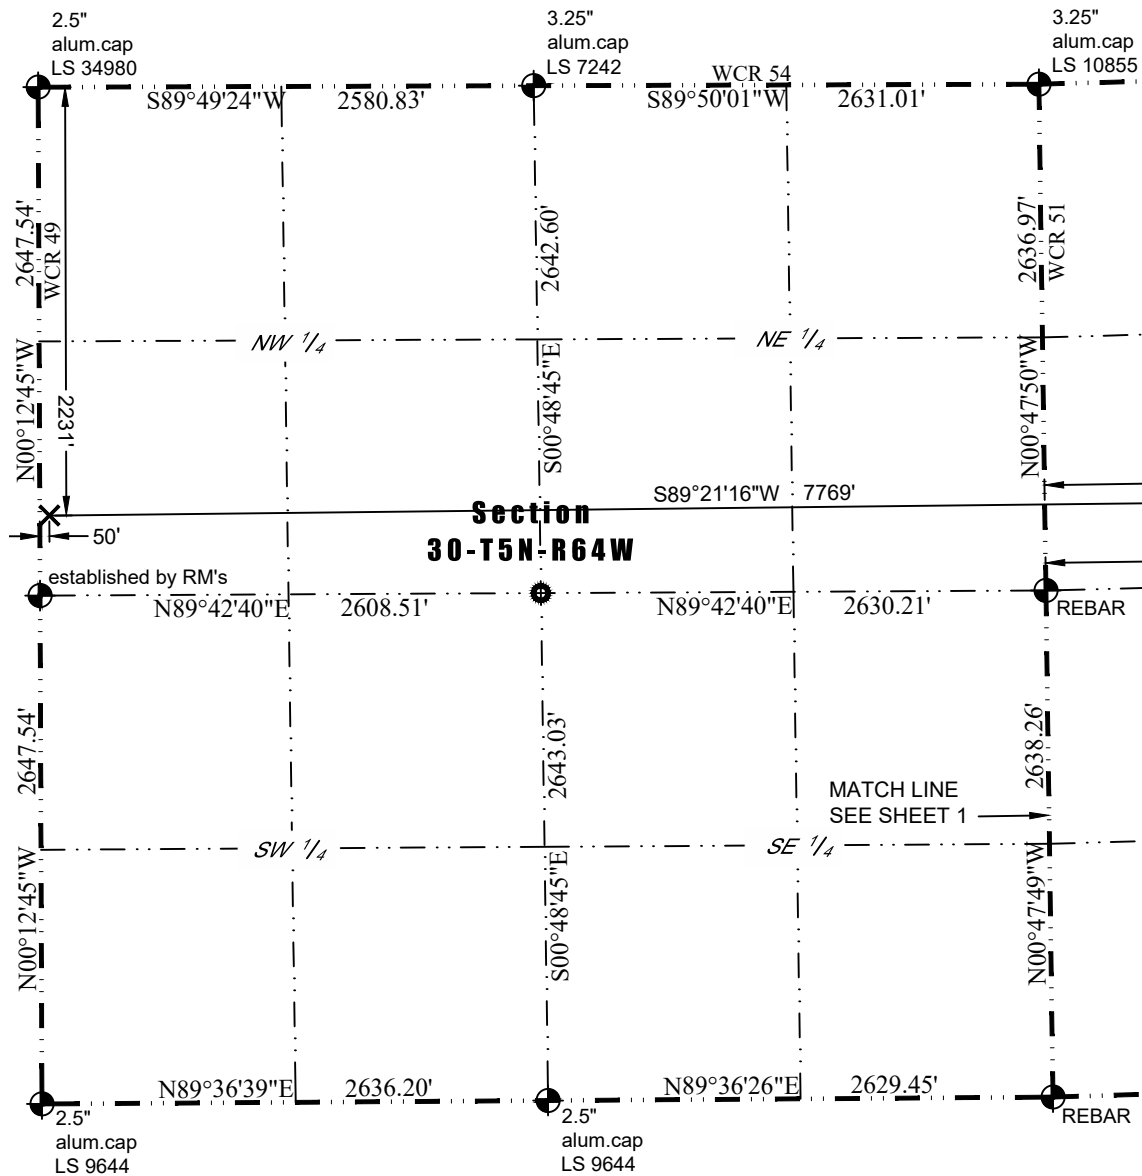 2.5"
alum.cap
LS 34980
3.25"
alum.cap
LS 7242
3.25"
alum.cap
LS 10855
WCR 54
S89°49'24"W 2580.83'
S89°50'01"W 2631.01'
2647.54'
WCR 49
N00°12'45"W
2231'
2642.60'
S00°48'45"E
2636.97'
WCR 51
N00°47'50"W
NW 1/4
NE 1/4
S89°21'16"W 7769'
Section
30-T5N-R64W
50'
established by RM's
N89°42'40"E 2608.51'
N89°42'40"E 2630.21'
REBAR
2647.54'
N00°12'45"W
2643.03'
S00°48'45"E
2638.26'
N00°47'49"W
MATCH LINE
SEE SHEET 1
SW 1/4
SE 1/4
N89°36'39"E 2636.20'
N89°36'26"E 2629.45'
2.5"
alum.cap
LS 9644
2.5"
alum.cap
LS 9644
REBAR